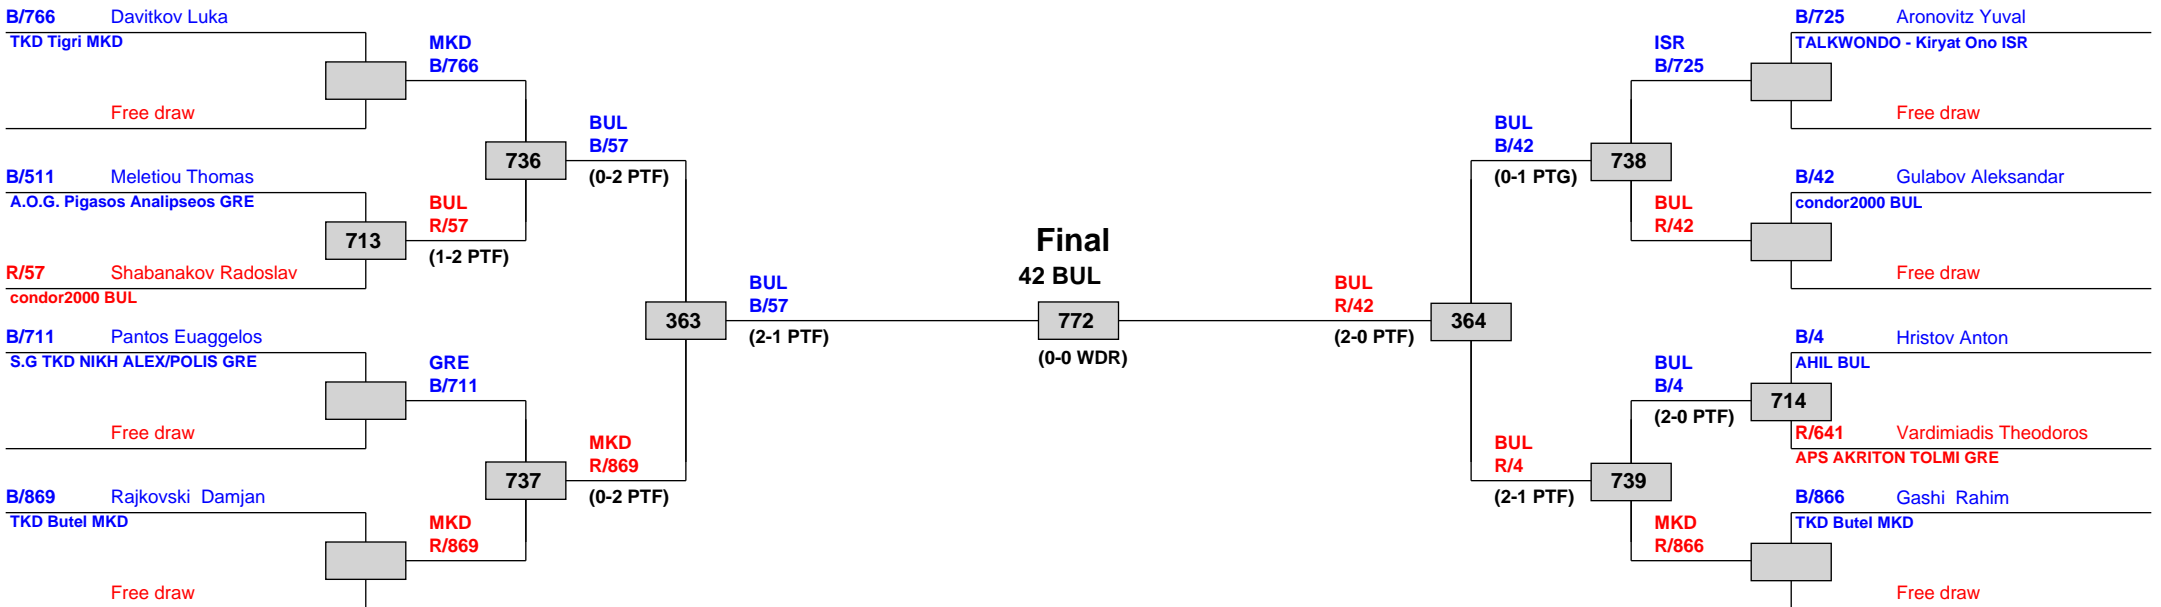 B/766 Davitkov Luka
TKD Tigri MKD
Free draw
B/511 Meletiou Thomas
A.O.G. Pigasos Analipseos GRE
713
R/57 Shabanakov Radoslav
condor2000 BUL
B/711 Pantos Euaggelos
S.G TKD NIKH ALEX/POLIS GRE
Free draw
B/869 Rajkovski Damjan
TKD Butel MKD
Free draw
MKD
B/766
736
BUL
R/57
(1-2 PTF)
GRE
B/711
737
MKD
R/869
BUL
B/57
(0-2 PTF)
363
MKD
R/869
(0-2 PTF)
BUL
B/57
(2-1 PTF)
Final
42 BUL
772
(0-0 WDR)
BUL
R/42
(2-0 PTF)
364
BUL
B/42
(0-1 PTG)
BUL
R/4
(2-1 PTF)
ISR
B/725
738
BUL
R/42
BUL
B/4
(2-0 PTF)
739
MKD
R/866
B/725 Aronovitz Yuval
TALKWONDO - Kiryat Ono ISR
Free draw
B/42 Gulabov Aleksandar
condor2000 BUL
Free draw
B/4 Hristov Anton
AHIL BUL
714
R/641 Vardimiadis Theodoros
APS AKRITON TOLMI GRE
B/866 Gashi Rahim
TKD Butel MKD
Free draw